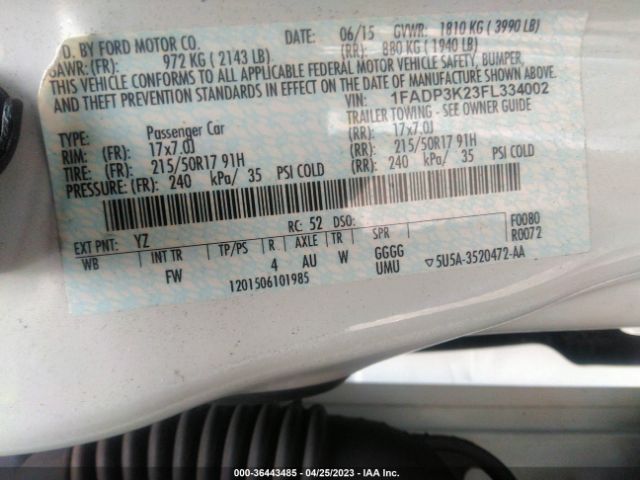 D. BY FORD MOTOR CO. DATE: 06/15 GVWR: 1810 KG ( 3990 LB)
GAWR: (FR): 972 KG ( 2143 LB) (RR): 880 KG ( 1940 LB)
THIS VEHICLE CONFORMS TO ALL APPLICABLE FEDERAL MOTOR VEHICLE SAFETY, BUMPER,
AND THEFT PREVENTION STANDARDS IN EFFECT ON THE DATE OF MANUFACTURE SHOWN ABOVE.
VIN: 1FADP3K23FL334002
TYPE: Passenger Car TRAILER TOWING - SEE OWNER GUIDE
RIM: (FR): 17x7.0J (RR): 17x7.0J
TIRE: (FR): 215/50R17 91H (RR): 215/50R17 91H
PRESSURE: (FR): 240 kPa/ 35 PSI COLD (RR): 240 kPa/ 35 PSI COLD
EXT PNT: YZ RC: 52 DSO: F0080
WB INT TR TP/PS R AXLE TR SPR R0072
FW 4 AU W GGGG
UMU ▽5U5A-3520472-AA
1201506101985
000-36443485 - 04/25/2023 - IAA Inc.